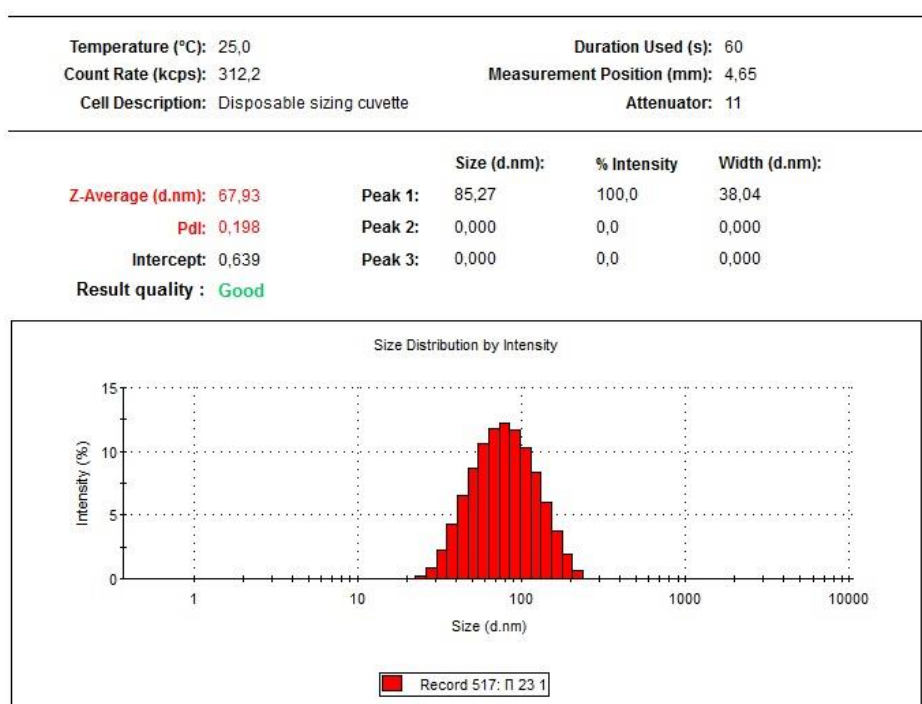 Temperature (ºC): 25,0 Duration Used (s): 60
Count Rate (kcps): 312,2 Measurement Position (mm): 4,65
Cell Description: Disposable sizing cuvette Attenuator: 11
Size (d.nm): % Intensity Width (d.nm):
Z-Average (d.nm): 67,93 Peak 1: 85,27 100,0 38,04
PdI: 0,198 Peak 2: 0,000 0,0 0,000
Intercept: 0,639 Peak 3: 0,000 0,0 0,000
Result quality : Good
Size Distribution by Intensity
15
10
5
0
Intensity (%)
1 10 100 1000 10000
Size (d.nm)
Record 517: П 23 1